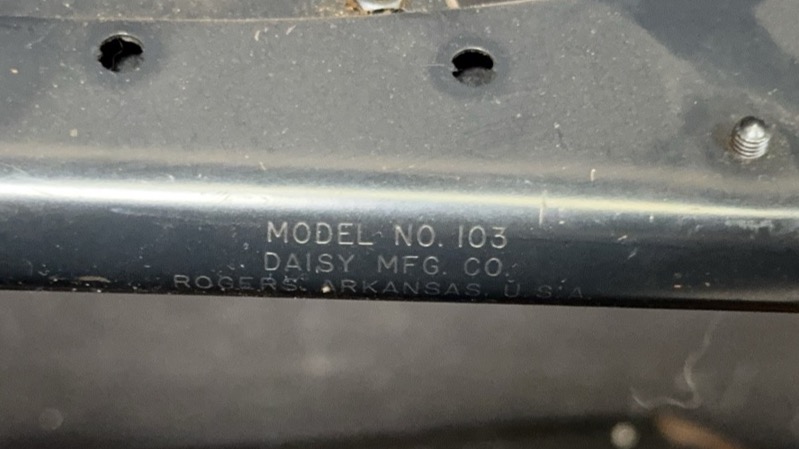 MODEL NO. 103
DAISY MFG. CO.
ROGERS, ARKANSAS, U.S.A.